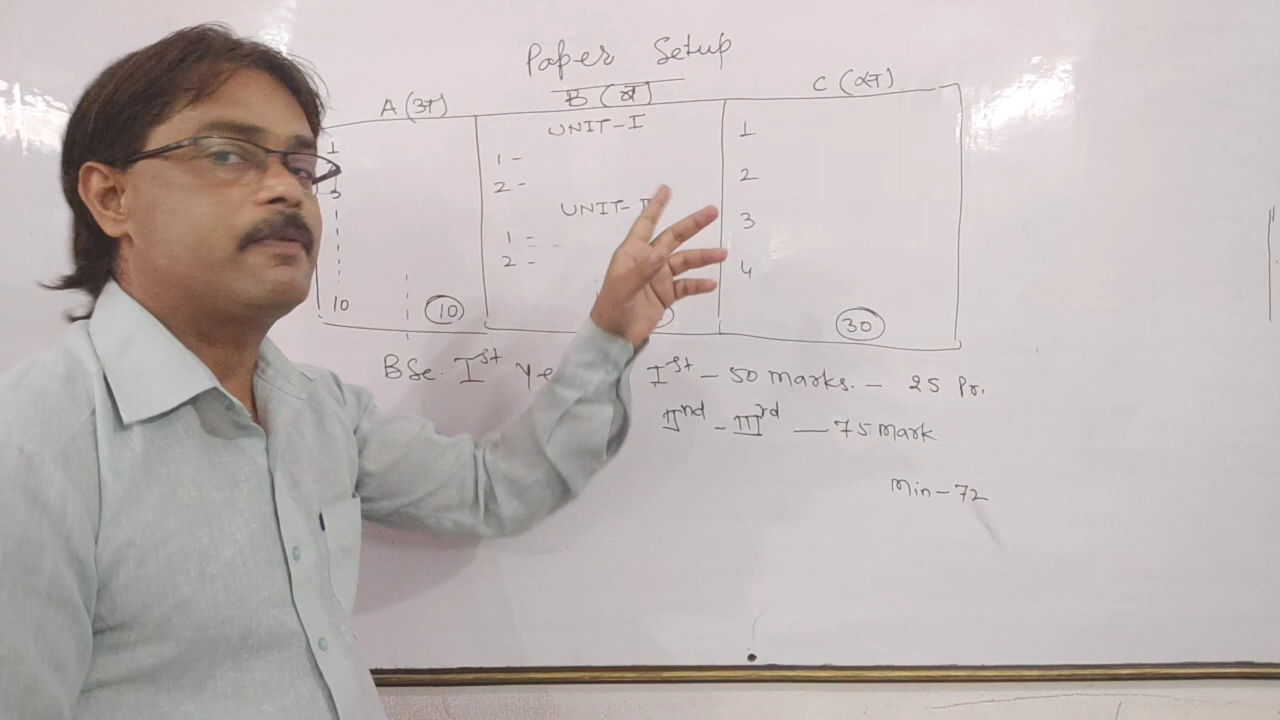 Paper Setup
A (अ)
B (ब)
C (स)
1
10
10
UNIT-I
1 -
2 -
UNIT-
1 -
2 -
1
2
3
4
30
BSc. Ist Ist - 50 marks. - 25 Pr.
IInd - IIIrd - 75 mark
Min - 72